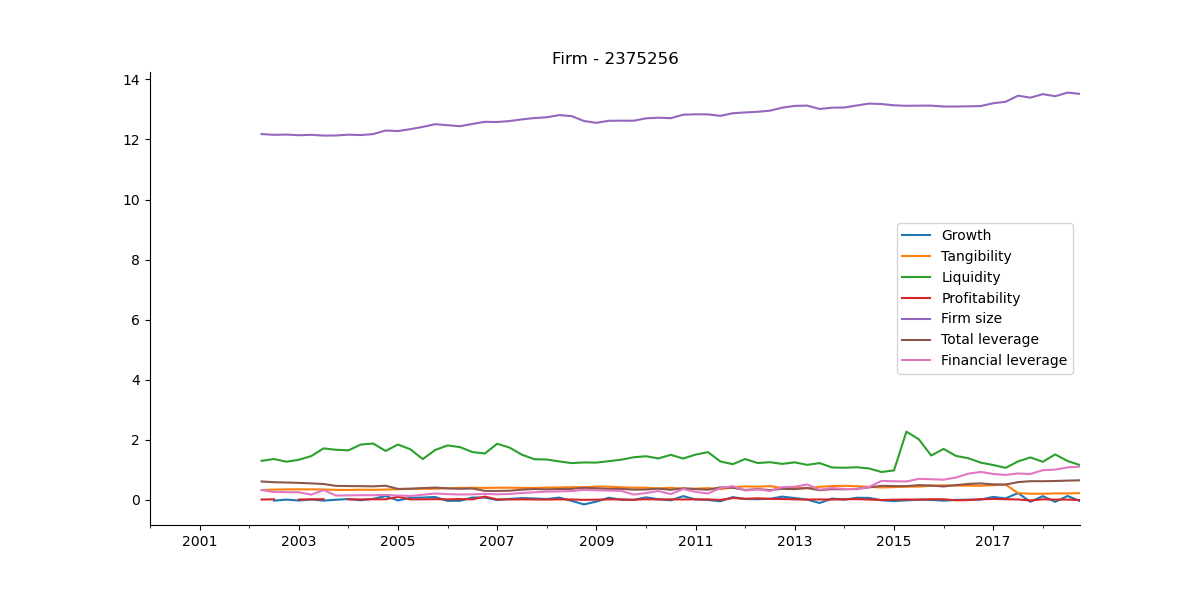 Firm - 2375256
14
12
10
8
6
4
2
0
Growth
Tangibility
Liquidity
Profitability
Firm size
Total leverage
Financial leverage
2001 2003 2005 2007 2009 2011 2013 2015 2017